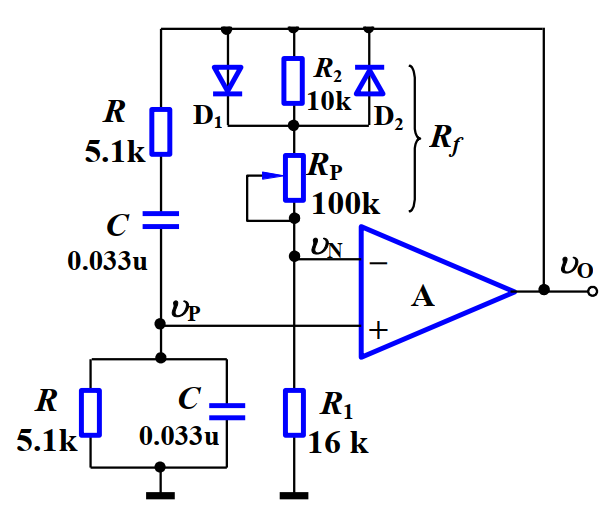 R
5.1k
C
0.033u
D₁
R₂
10k
D₂
R_f
R_P
100k
υ_N
υ_P
−
+
A
υ_O
R
5.1k
C
0.033u
R₁
16 k